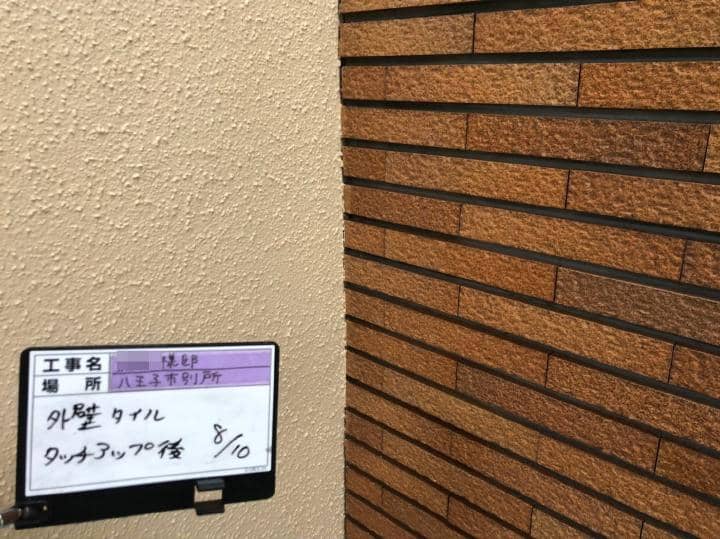 工事名 様邸
場所 八王子市別所
外壁タイル
タッチアップ後 8/10